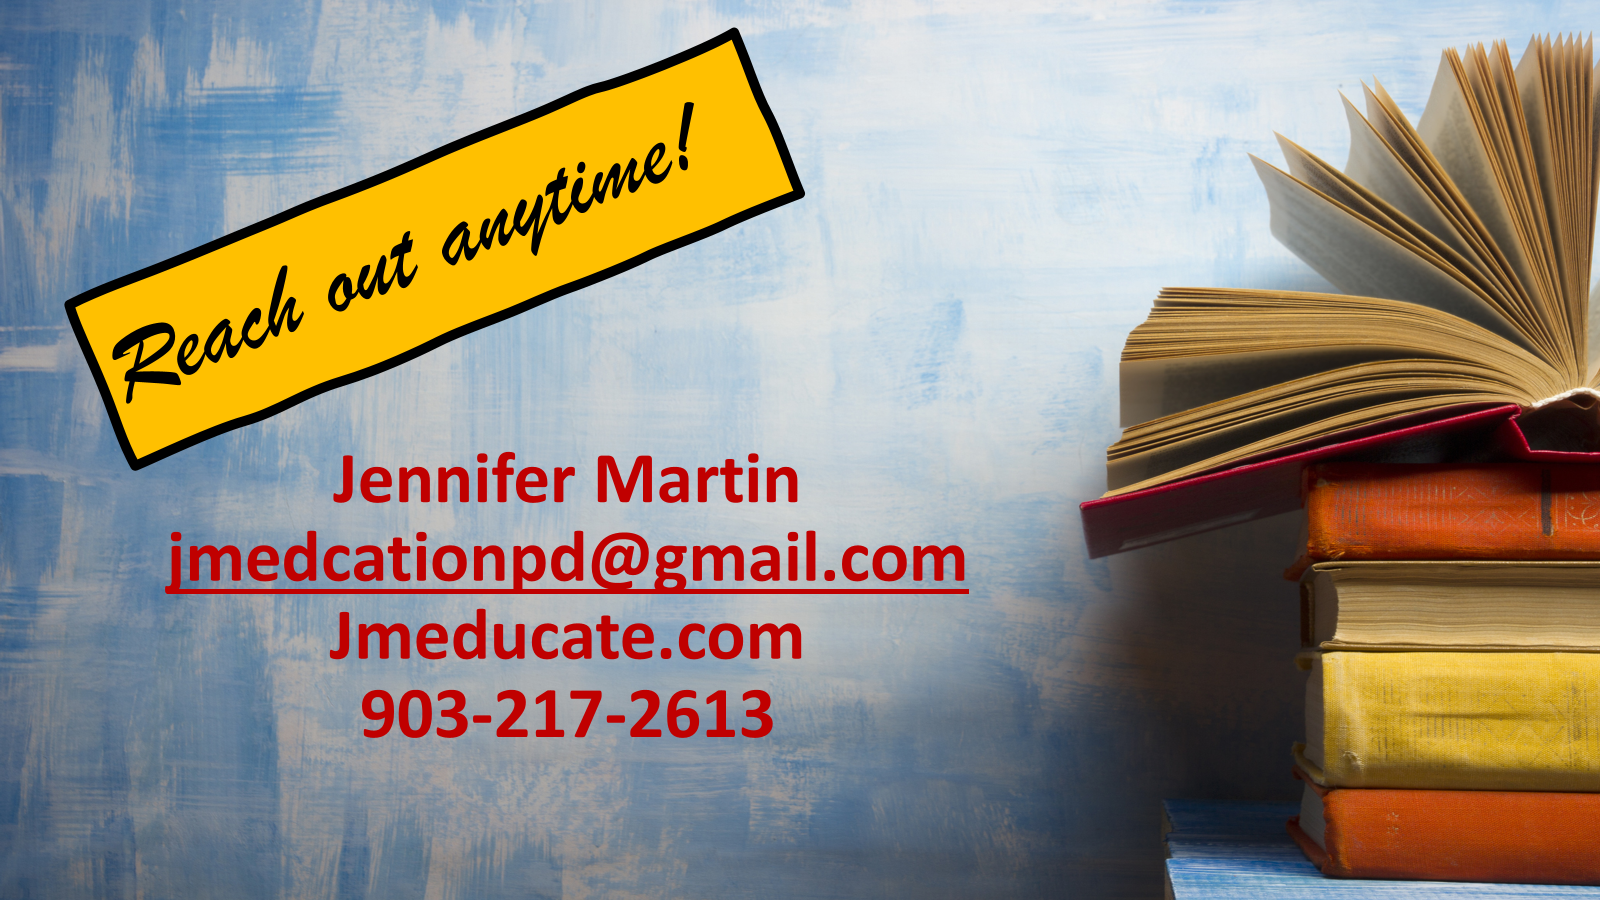 Reach out anytime!
Jennifer Martin
jmedcationpd@gmail.com
Jmeducate.com
903-217-2613